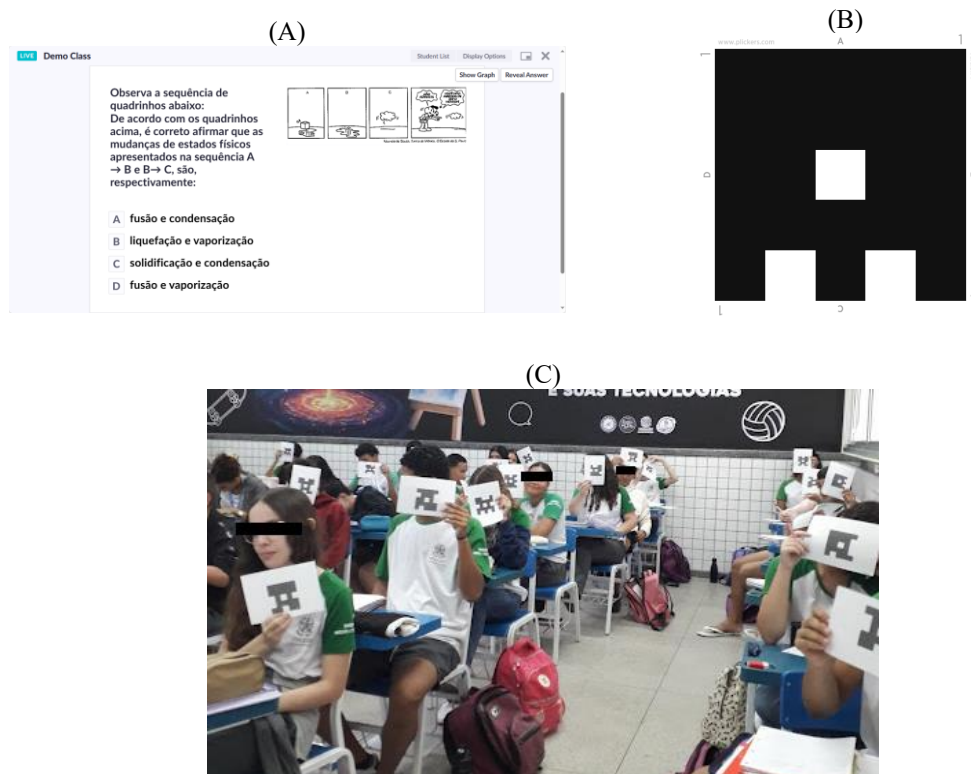 (A)
LIVE Demo Class
Student List Display Options
Show Graph Reveal Answer
Observa a sequência de
quadrinhos abaixo:
De acordo com os quadrinhos
acima, é correto afirmar que as
mudanças de estados físicos
apresentados na sequência A
→ B e B→ C, são,
respectivamente:
A fusão e condensação
B liquefação e vaporização
C solidificação e condensação
D fusão e vaporização
(B)
www.plickers.com A 1
1
D
C
1
(C)
E SUAS TECNOLOGIAS